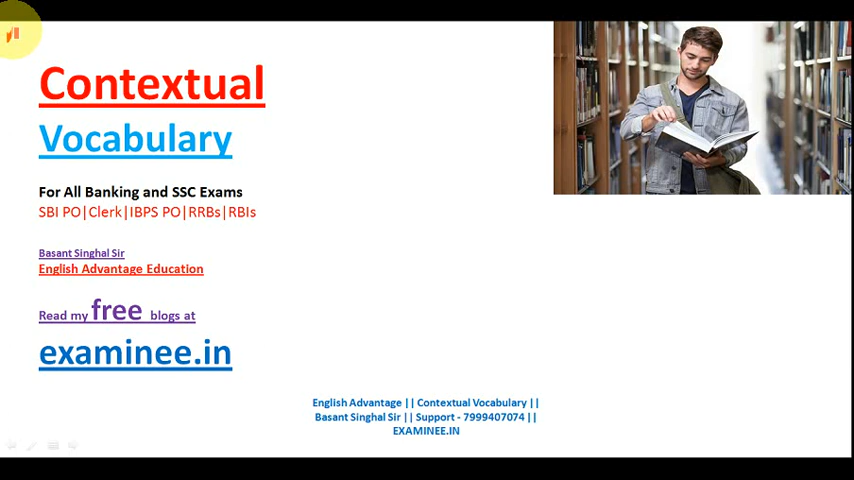 Contextual
Vocabulary
For All Banking and SSC Exams
SBI PO|Clerk|IBPS PO|RRBs|RBIs
Basant Singhal Sir
English Advantage Education
Read my free blogs at
examinee.in
English Advantage || Contextual Vocabulary ||
Basant Singhal Sir || Support - 7999407074 ||
EXAMINEE.IN